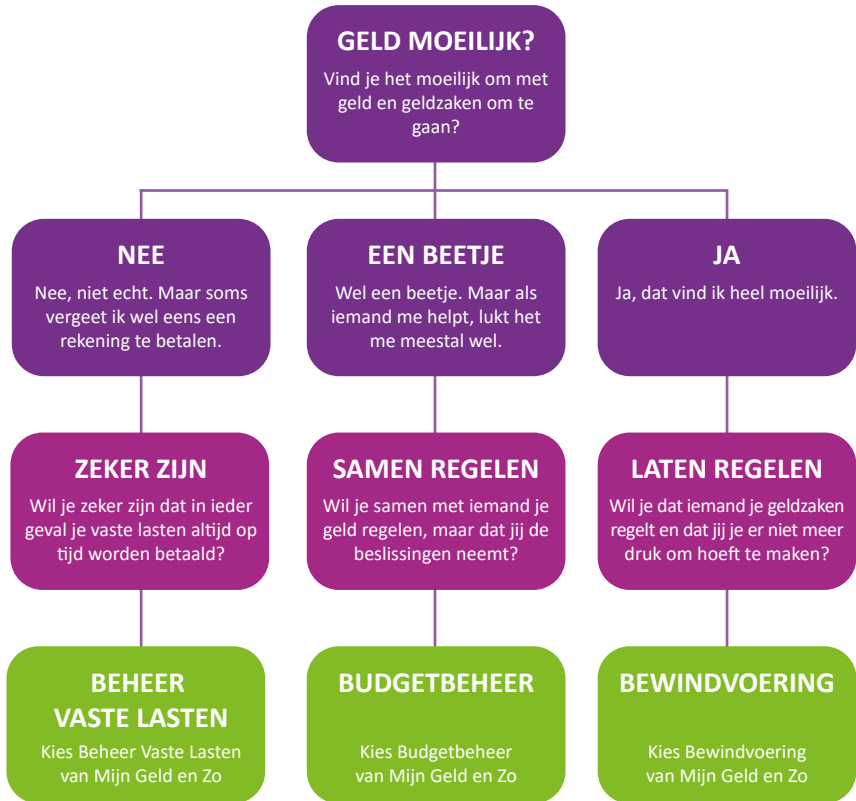 GELD MOEILIJK?
Vind je het moeilijk om met
geld en geldzaken om te
gaan?
NEE
Nee, niet echt. Maar soms
vergeet ik wel eens een
rekening te betalen.
EEN BEETJE
Wel een beetje. Maar als
iemand me helpt, lukt het
me meestal wel.
JA
Ja, dat vind ik heel moeilijk.
ZEKER ZIJN
Wil je zeker zijn dat in ieder
geval je vaste lasten altijd op
tijd worden betaald?
SAMEN REGELEN
Wil je samen met iemand je
geld regelen, maar dat jij de
beslissingen neemt?
LATEN REGELEN
Wil je dat iemand je geldzaken
regelt en dat jij je er niet meer
druk om hoeft te maken?
BEHEER
VASTE LASTEN
Kies Beheer Vaste Lasten
van Mijn Geld en Zo
BUDGETBEHEER
Kies Budgetbeheer
van Mijn Geld en Zo
BEWINDVOERING
Kies Bewindvoering
van Mijn Geld en Zo